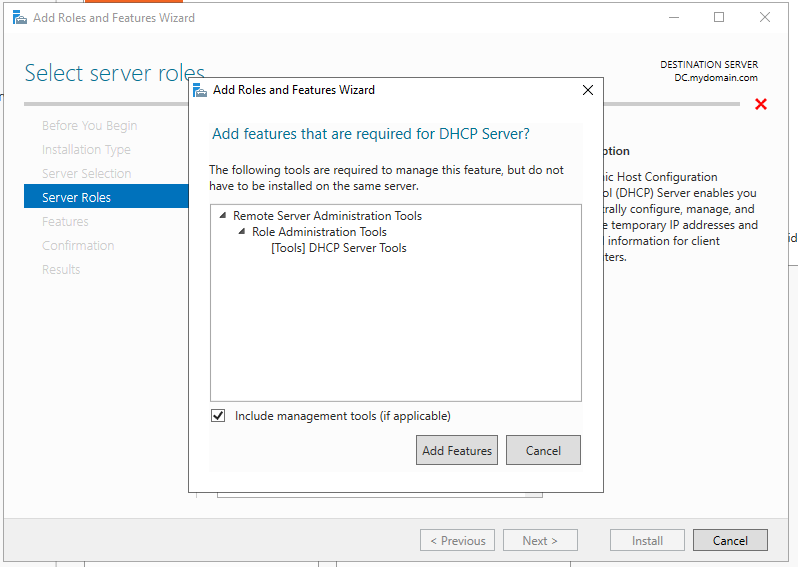 Add Roles and Features Wizard
Select server roles
DESTINATION SERVER
DC.mydomain.com
Before You Begin
Installation Type
Server Selection
Server Roles
Features
Confirmation
Results
Add Roles and Features Wizard
Add features that are required for DHCP Server?
The following tools are required to manage this feature, but do not
have to be installed on the same server.
Remote Server Administration Tools
Role Administration Tools
[Tools] DHCP Server Tools
Include management tools (if applicable)
Add Features
Cancel
ption
ic Host Configuration
ol (DHCP) Server enables you
trally configure, manage, and
e temporary IP addresses and
information for client
ters.
id
< Previous
Next >
Install
Cancel